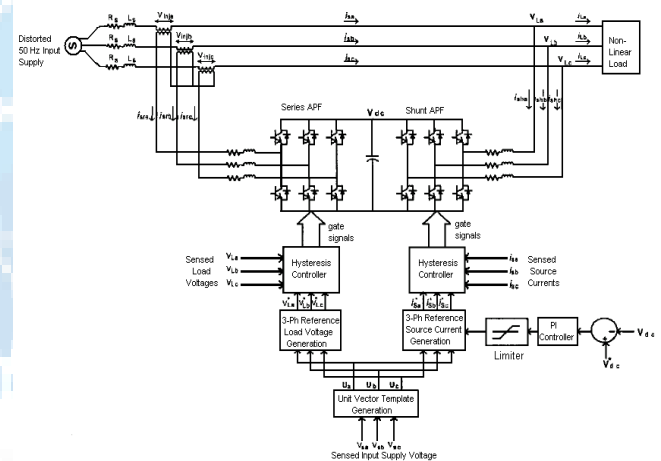 Distorted
50 Hz Input
Supply
S
Rs Ls
Rs Ls
Rs Ls
Vinja
Vinjb
Vinjc
isa
isb
isc
VLa
VLb
VLc
iLa
iLb
iLc
Non-
Linear
Load
isra isrb isrc
isha ishb ishc
Series APF
Vdc
Shunt APF
gate
signals
gate
signals
Sensed
Load
Voltages
VLa
VLb
VLc
Hysteresis
Controller
Hysteresis
Controller
isa
isb
isc
Sensed
Source
Currents
V*La V*Lb V*Lc
i*Sa i*Sb i*Sc
3-Ph Reference
Load Voltage
Generation
3-Ph Reference
Source Current
Generation
Limiter
PI
Controller
Vdc
V*dc
Ua Ub Uc
Unit Vector Template
Generation
Vsa Vsb Vsc
Sensed Input Supply Voltage